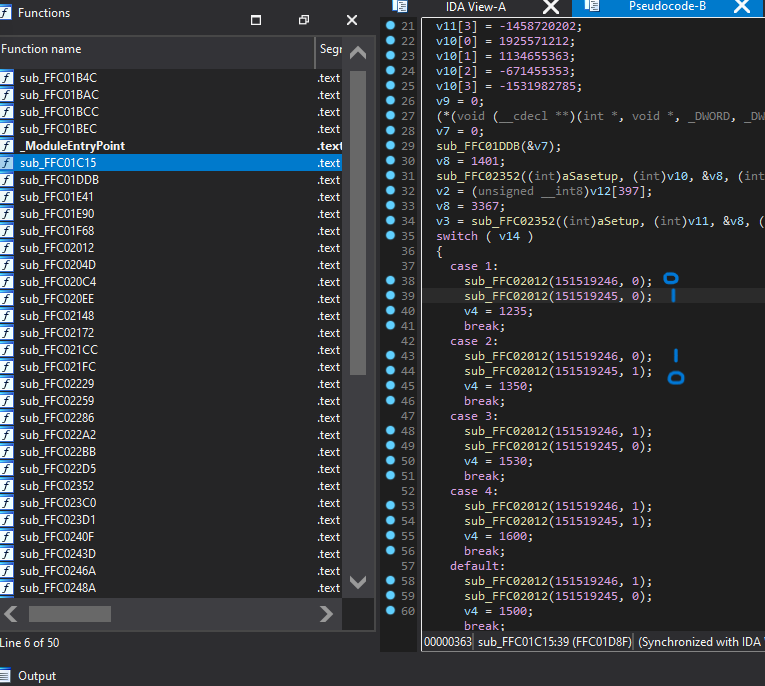 Functions
IDA View-A
Pseudocode-B
Function name
Segr
sub_FFC01B4C .text
sub_FFC01BAC .text
sub_FFC01BCC .text
sub_FFC01BEC .text
_ModuleEntryPoint .text
sub_FFC01C15 .text
sub_FFC01DDB .text
sub_FFC01E41 .text
sub_FFC01E90 .text
sub_FFC01F68 .text
sub_FFC02012 .text
sub_FFC0204D .text
sub_FFC020C4 .text
sub_FFC020EE .text
sub_FFC02148 .text
sub_FFC02172 .text
sub_FFC021CC .text
sub_FFC021FC .text
sub_FFC02229 .text
sub_FFC02259 .text
sub_FFC02286 .text
sub_FFC022A2 .text
sub_FFC022BB .text
sub_FFC022D5 .text
sub_FFC02352 .text
sub_FFC023C0 .text
sub_FFC023D1 .text
sub_FFC0240F .text
sub_FFC0243D .text
sub_FFC0246A .text
sub_FFC0248A .text
Line 6 of 50
Output
21 v11[3] = -1458720202;
22 v10[0] = 1925571212;
23 v10[1] = 1134655363;
24 v10[2] = -671455353;
25 v10[3] = -1531982785;
26 v9 = 0;
27 (*(void (__cdecl **)(int *, void *, _DWORD, _DW
28 v7 = 0;
29 sub_FFC01DDB(&v7);
30 v8 = 1401;
31 sub_FFC02352((int)aSasetup, (int)v10, &v8, (int
32 v2 = (unsigned __int8)v12[397];
33 v8 = 3367;
34 v3 = sub_FFC02352((int)aSetup, (int)v11, &v8, (
35 switch ( v14 )
36 {
37 case 1:
38 sub_FFC02012(151519246, 0); 0
39 sub_FFC02012(151519245, 0); 1
40 v4 = 1235;
41 break;
42 case 2:
43 sub_FFC02012(151519246, 0); 1
44 sub_FFC02012(151519245, 1); 0
45 v4 = 1350;
46 break;
47 case 3:
48 sub_FFC02012(151519246, 1);
49 sub_FFC02012(151519245, 0);
50 v4 = 1530;
51 break;
52 case 4:
53 sub_FFC02012(151519246, 1);
54 sub_FFC02012(151519245, 1);
55 v4 = 1600;
56 break;
57 default:
58 sub_FFC02012(151519246, 1);
59 sub_FFC02012(151519245, 0);
60 v4 = 1500;
break;
00000363 sub_FFC01C15:39 (FFC01D8F) (Synchronized with IDA